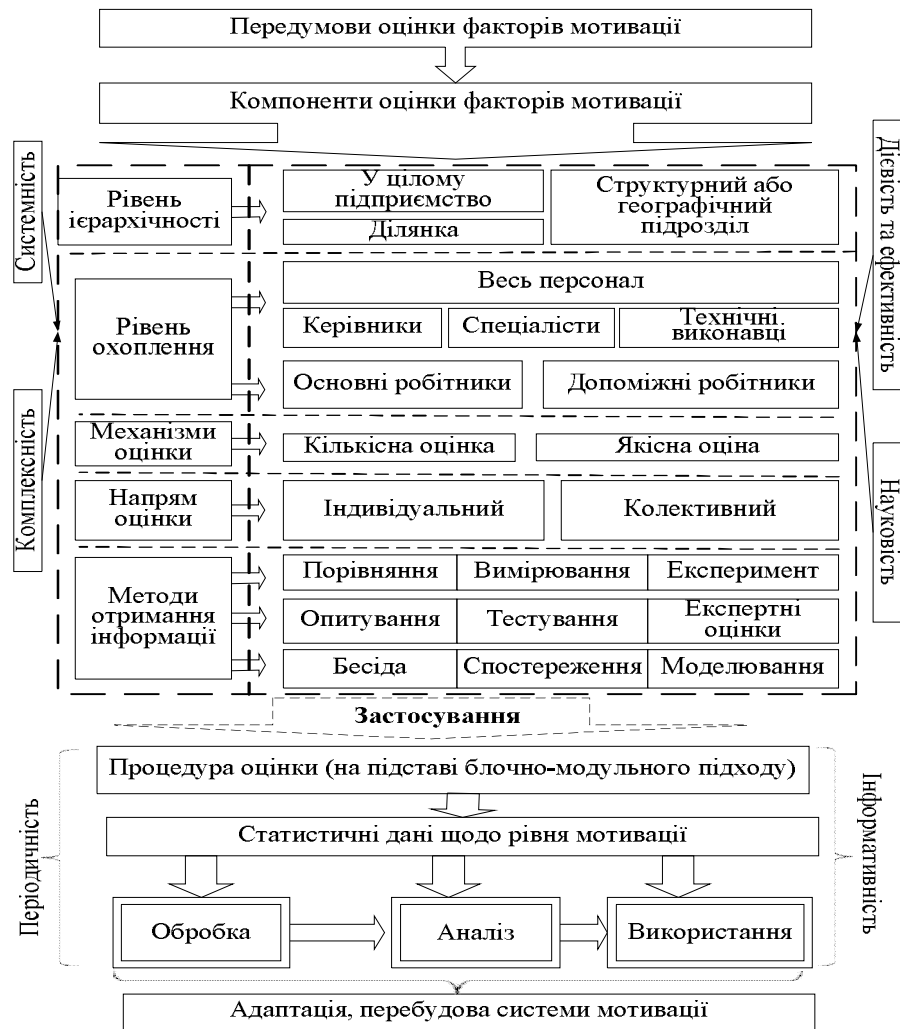 Передумови оцінки факторів мотивації
Компоненти оцінки факторів мотивації
Системність
Комплексність
Дієвість та ефективність
Науковість
Рівень
ієрархічності
У цілому
підприємство
Ділянка
Структурний або
географічний
підрозділ
Рівень
охоплення
Весь персонал
Керівники
Спеціалісти
Технічні
виконавці
Основні робітники
Допоміжні робітники
Механізми
оцінки
Кількісна оцінка
Якісна оціна
Напрям
оцінки
Індивідуальний
Колективний
Методи
отримання
інформації
Порівняння
Вимірювання
Експеримент
Опитування
Тестування
Експертні
оцінки
Бесіда
Спостереження
Моделювання
Застосування
Періодичність
Інформативність
Процедура оцінки (на підставі блочно-модульного підходу)
Статистичні дані щодо рівня мотивації
Обробка
Аналіз
Використання
Адаптація, перебудова системи мотивації